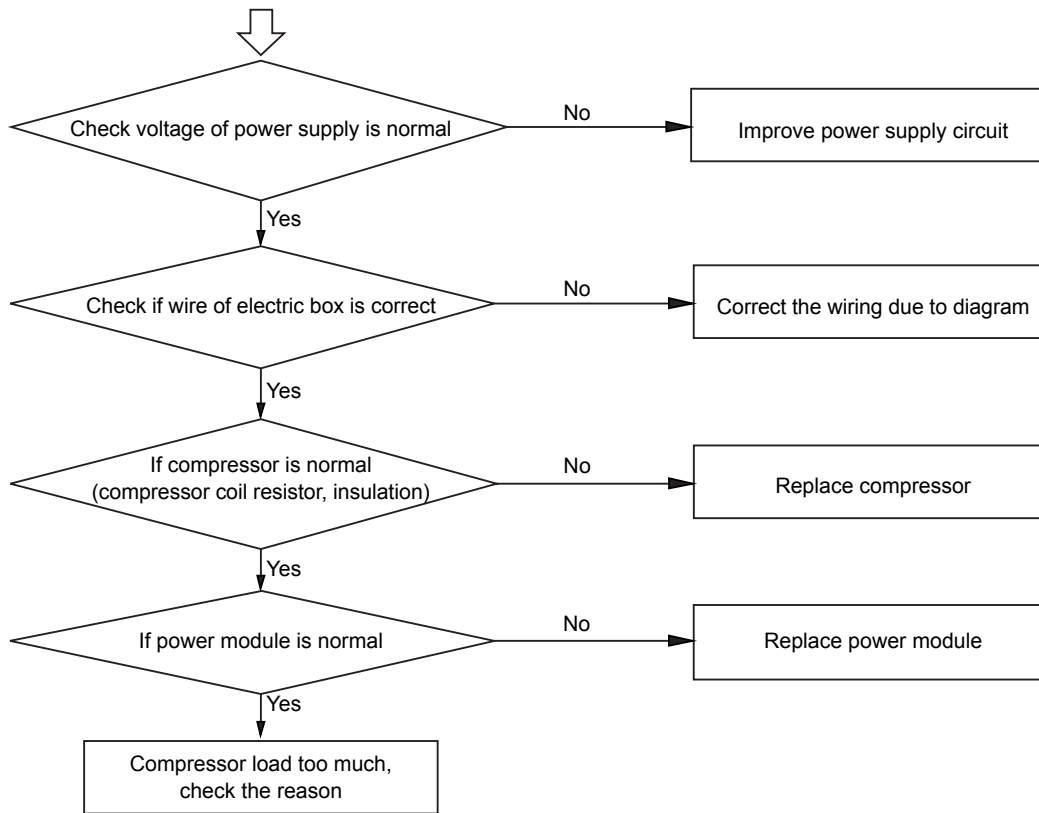 Check voltage of power supply is normal
No
Improve power supply circuit
Yes
Check if wire of electric box is correct
No
Correct the wiring due to diagram
Yes
If compressor is normal
(compressor coil resistor, insulation)
No
Replace compressor
Yes
If power module is normal
No
Replace power module
Yes
Compressor load too much,
check the reason